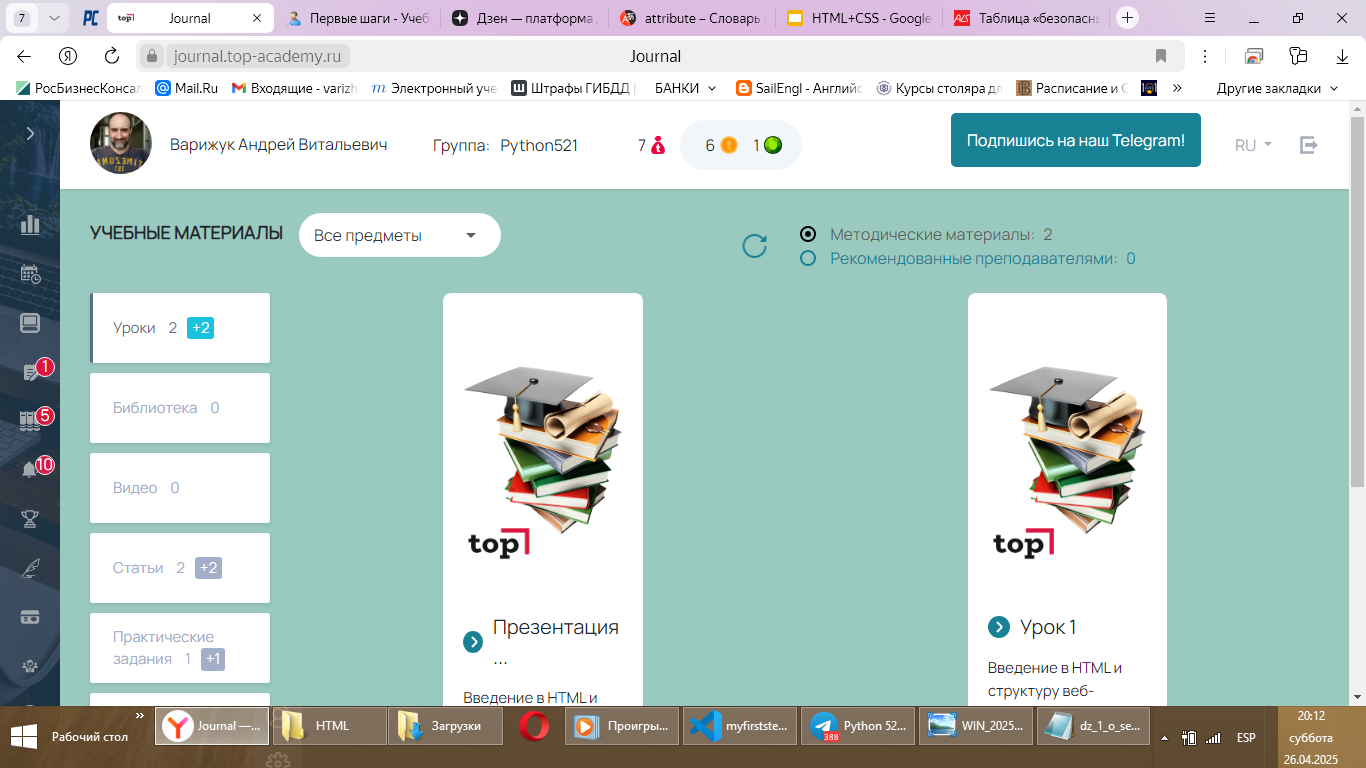 7
PC
top
Journal
Первые шаги - Учеб
Дзен — платформа д
attribute – Словарь
HTML+CSS - Google
Таблица «безопасны
journal.top-academy.ru
Journal
РосБизнесКонсал
Mail.Ru
Входящие - varizh
Электронный уче
Штрафы ГИБДД |
БАНКИ
SailEngl - Английс
Курсы столяра дл
Расписание и С
»
Другие закладки
Варижук Андрей Витальевич
Группа: Python521
7
6
1
Подпишись на наш Telegram!
RU
УЧЕБНЫЕ МАТЕРИАЛЫ
Все предметы
Методические материалы: 2
Рекомендованные преподавателями: 0
1
5
10
Уроки 2 +2
Библиотека 0
Видео 0
Статьи 2 +2
Практические
задания 1 +1
top
Презентация
...
Введение в HTML и
top
Урок 1
Введение в HTML и
структуру веб-
Рабочий стол
»
Journal —...
HTML
Загрузки
Проигры...
myfirstste...
388
Python 52...
WIN_2025...
dz_1_o_se...
ESP
20:12
суббота
26.04.2025